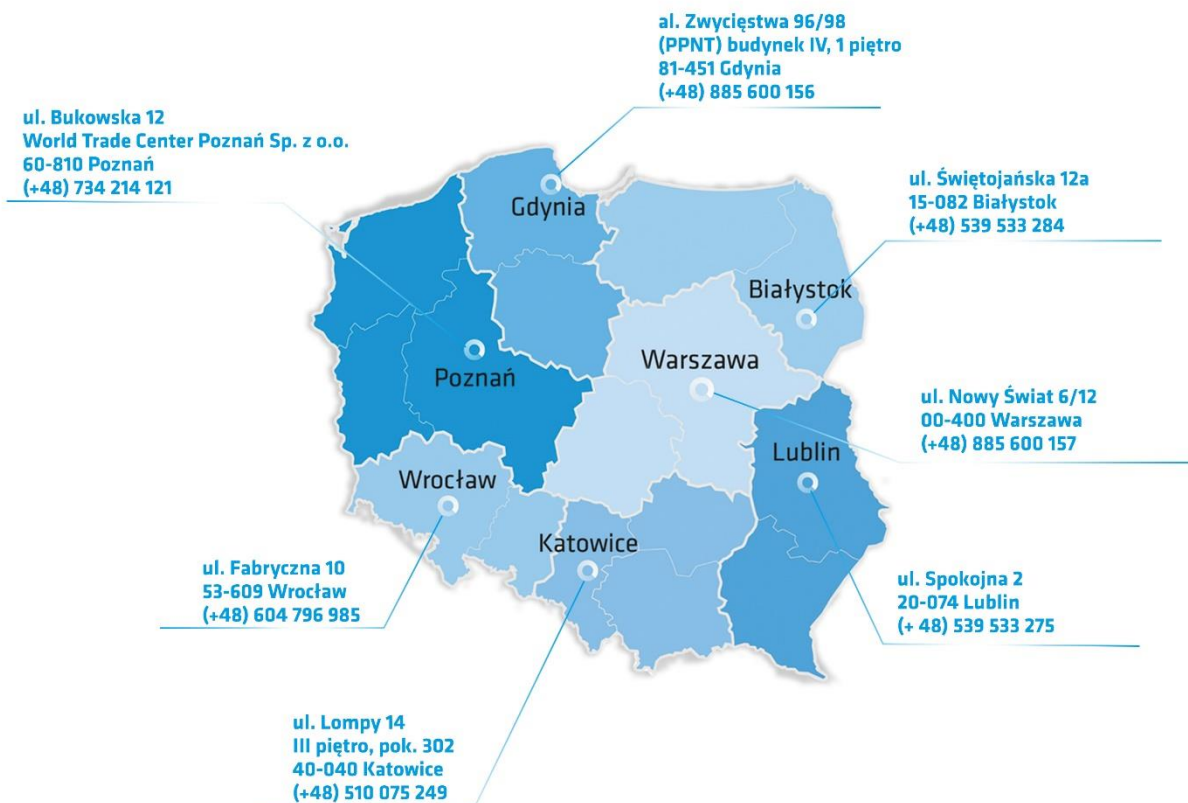 al. Zwycięstwa 96/98
(PPNT) budynek IV, 1 piętro
81-451 Gdynia
(+48) 885 600 156
ul. Bukowska 12
World Trade Center Poznań Sp. z o.o.
60-810 Poznań
(+48) 734 214 121
ul. Świętojańska 12a
15-082 Białystok
(+48) 539 533 284
Gdynia
Białystok
Warszawa
Poznań
ul. Nowy Świat 6/12
00-400 Warszawa
(+48) 885 600 157
Lublin
Wrocław
Katowice
ul. Fabryczna 10
53-609 Wrocław
(+48) 604 796 985
ul. Spokojna 2
20-074 Lublin
(+ 48) 539 533 275
ul. Lompy 14
III piętro, pok. 302
40-040 Katowice
(+48) 510 075 249